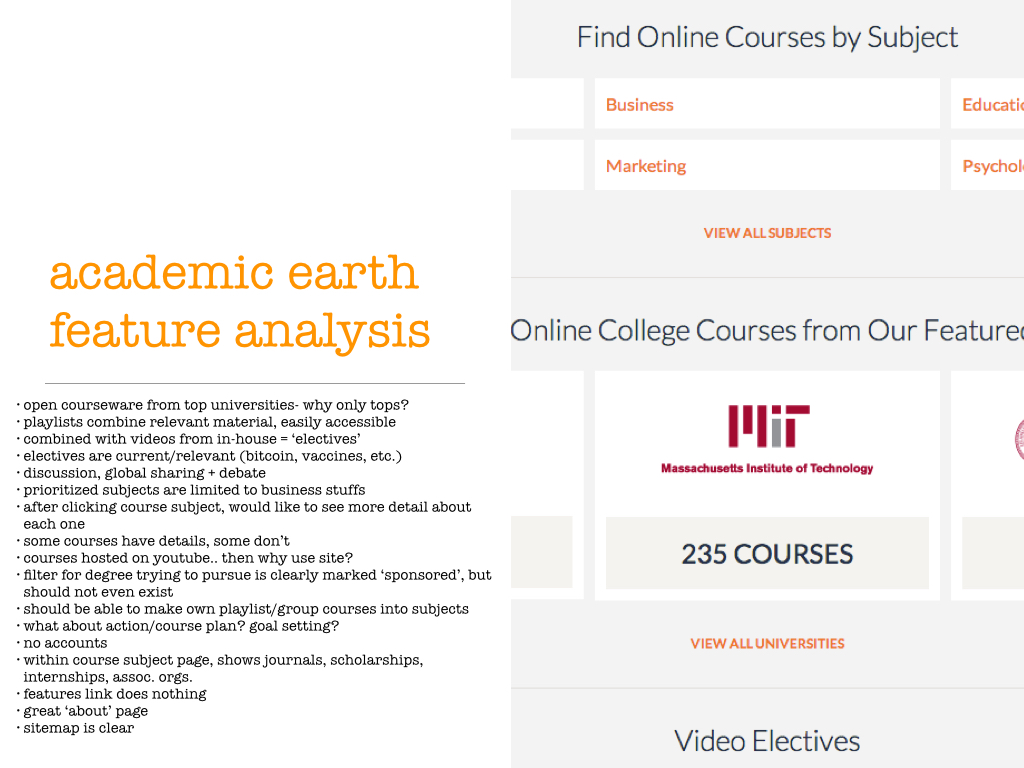 academic earth
feature analysis
· open courseware from top universities- why only tops?
· playlists combine relevant material, easily accessible
· combined with videos from in-house = ‘electives’
· electives are current/relevant (bitcoin, vaccines, etc.)
· discussion, global sharing + debate
· prioritized subjects are limited to business stuffs
· after clicking course subject, would like to see more detail about
each one
· some courses have details, some don’t
· courses hosted on youtube.. then why use site?
· filter for degree trying to pursue is clearly marked ‘sponsored’, but
should not even exist
· should be able to make own playlist/group courses into subjects
· what about action/course plan? goal setting?
· no accounts
· within course subject page, shows journals, scholarships,
internships, assoc. orgs.
· features link does nothing
· great ‘about’ page
· sitemap is clear
Find Online Courses by Subject
Business
Educatio
Marketing
Psychol
VIEW ALL SUBJECTS
Online College Courses from Our Featured
MIT
Massachusetts Institute of Technology
235 COURSES
VIEW ALL UNIVERSITIES
Video Electives